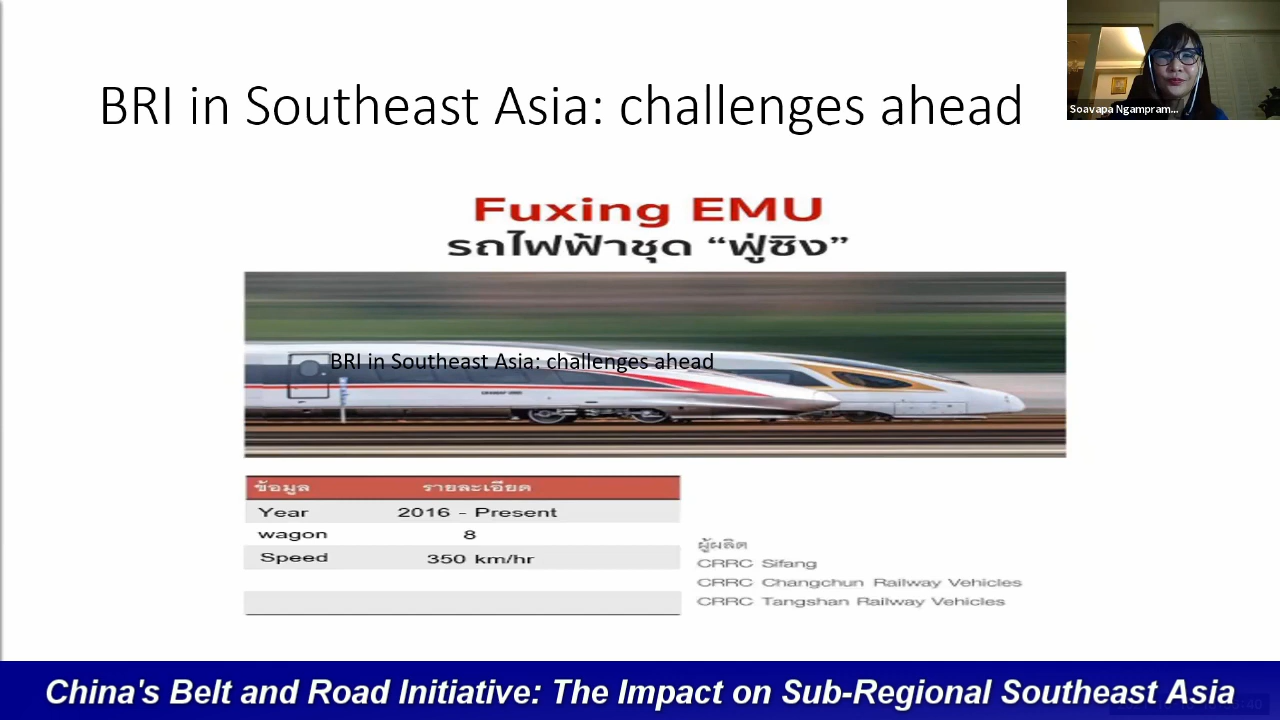 BRI in Southeast Asia: challenges ahead
Soavapa Ngampram...
Fuxing EMU
รถไฟฟ้าชุด “ฟู่ซิง”
BRI in Southeast Asia: challenges ahead
ข้อมูล รายละเอียด
Year 2016 - Present
wagon 8
Speed 350 km/hr
ผู้ผลิต
CRRC Sifang
CRRC Changchun Railway Vehicles
CRRC Tangshan Railway Vehicles
China's Belt and Road Initiative: The Impact on Sub-Regional Southeast Asia